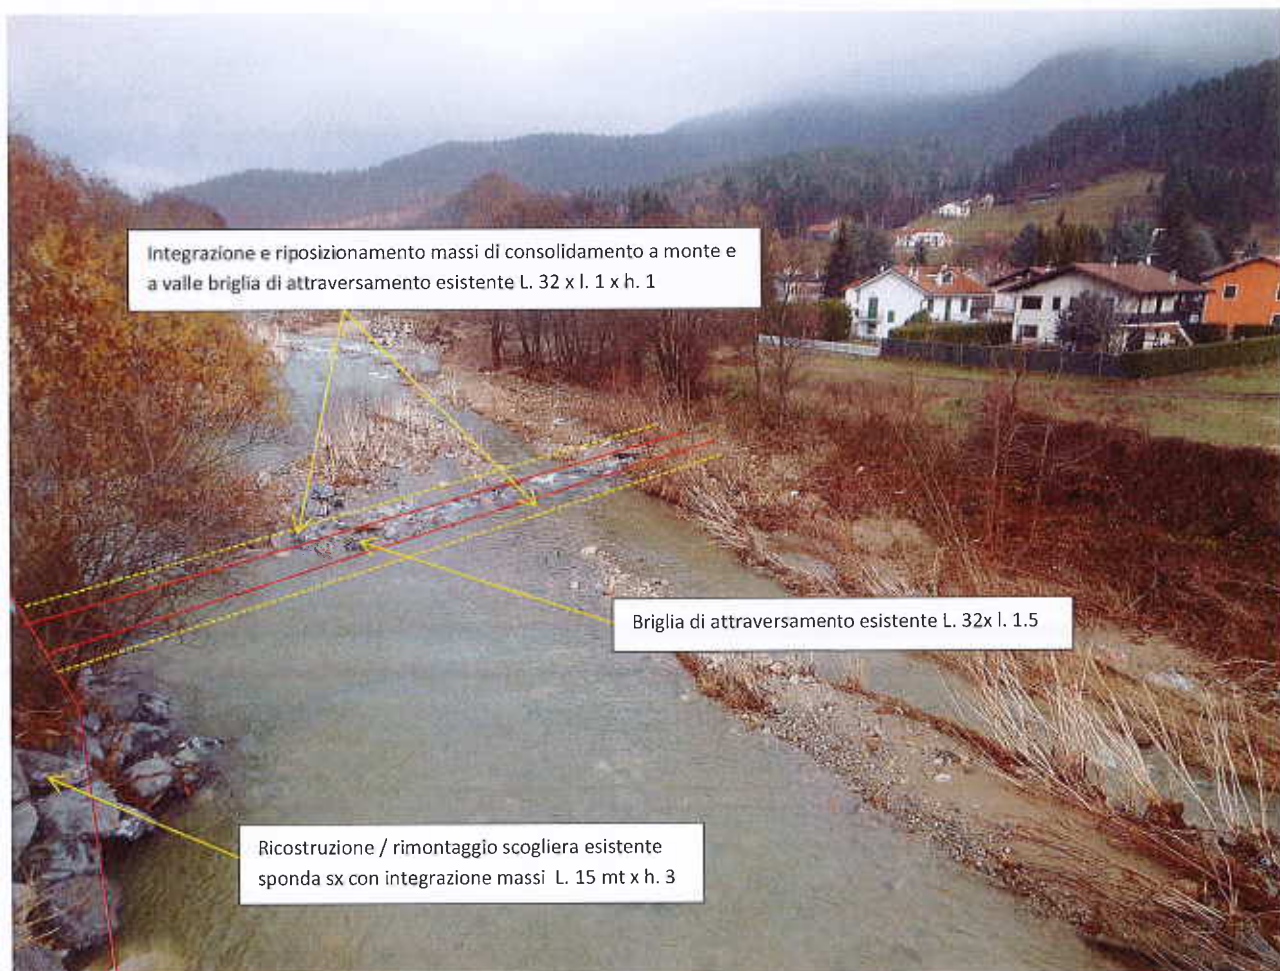 Integrazione e riposizionamento massi di consolidamento a monte e
a valle briglia di attraversamento esistente L. 32 x l. 1 x h. 1
Briglia di attraversamento esistente L. 32x l. 1.5
Ricostruzione / rimontaggio scogliera esistente
sponda sx con integrazione massi  L. 15 mt x h. 3